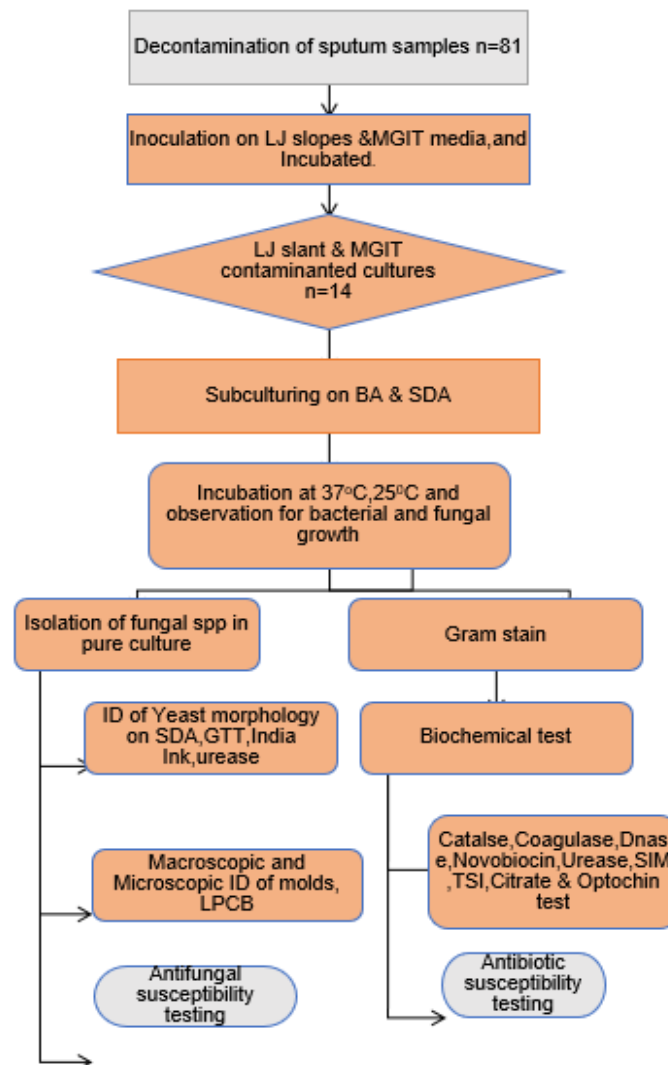 Decontamination of sputum samples n=81
Inoculation on LJ slopes &MGIT media,and
Incubated.
LJ slant & MGIT
contaminanted cultures
n=14
Subculturing on BA & SDA
Incubation at 37⁰C,25⁰C and
observation for bacterial and fungal
growth
Isolation of fungal spp in
pure culture
Gram stain
ID of Yeast morphology
on SDA,GTT,India
Ink,urease
Biochemical test
Macroscopic and
Microscopic ID of molds,
LPCB
Catalse,Coagulase,Dnas
e,Novobiocin,Urease,SIM
,TSI,Citrate & Optochin
test
Antifungal
susceptibility
testing
Antibiotic
susceptibility
testing